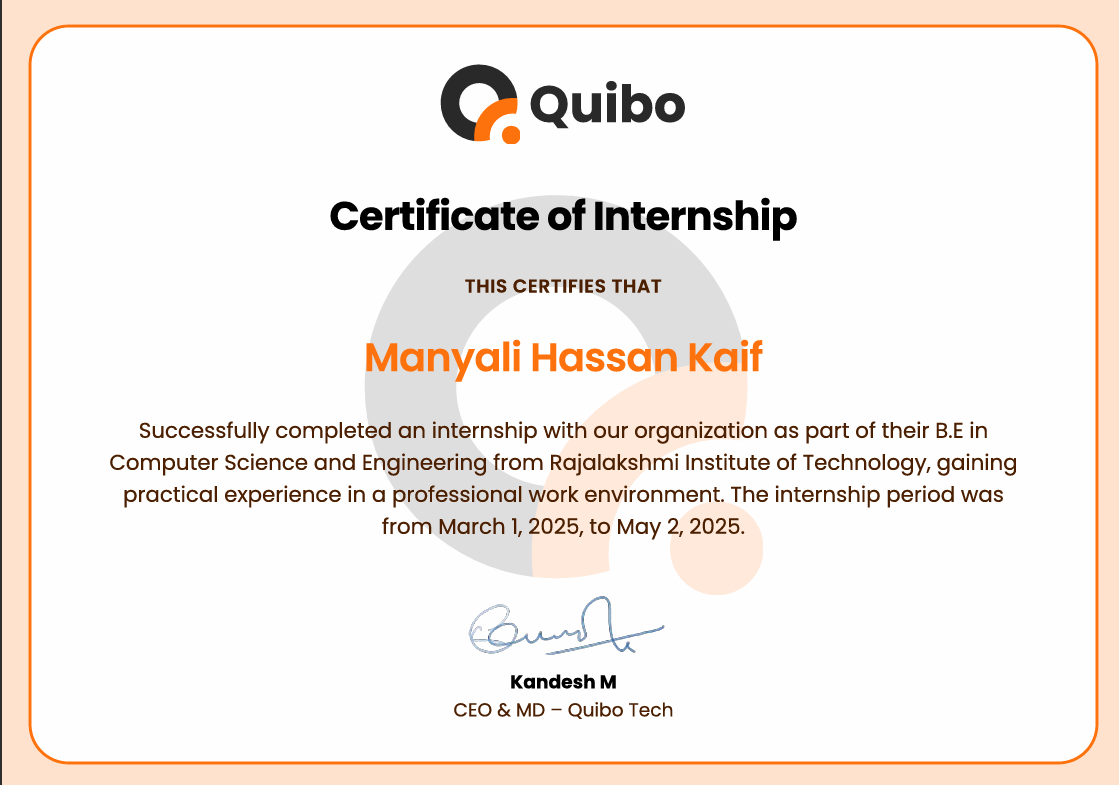 Quibo
Certificate of Internship
THIS CERTIFIES THAT
Manyali Hassan Kaif
Successfully completed an internship with our organization as part of their B.E in
Computer Science and Engineering from Rajalakshmi Institute of Technology, gaining
practical experience in a professional work environment. The internship period was
from March 1, 2025, to May 2, 2025.
Kandesh M
CEO & MD – Quibo Tech